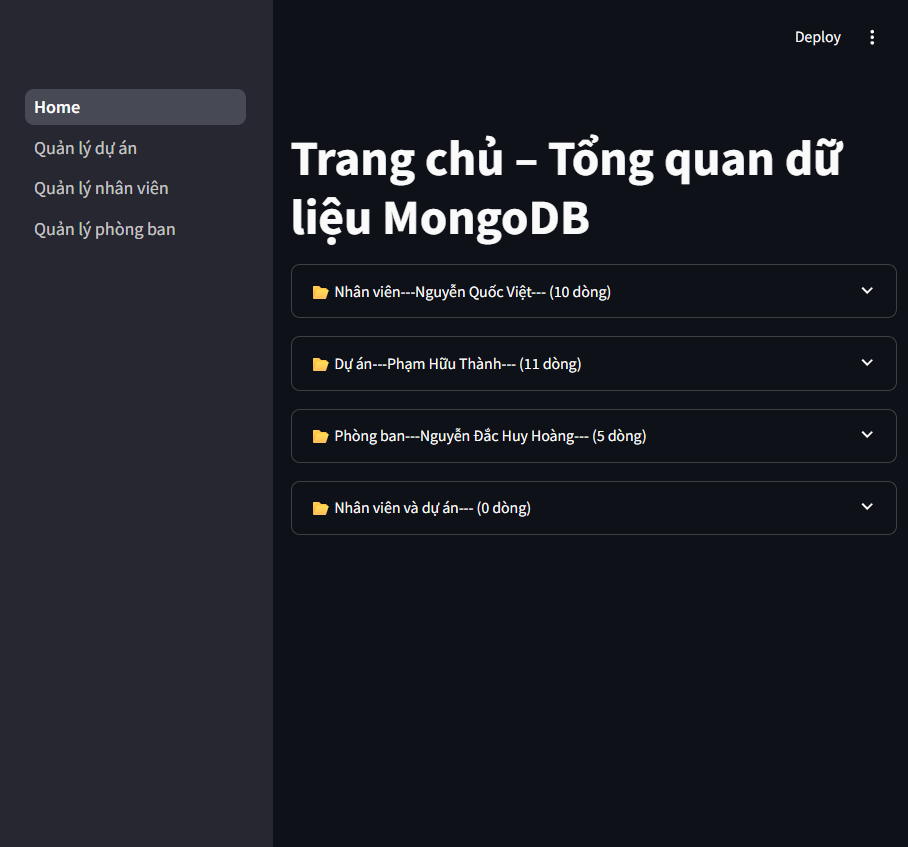 Deploy
Home
Quản lý dự án
Quản lý nhân viên
Quản lý phòng ban
Trang chủ – Tổng quan dữ
liệu MongoDB
Nhân viên---Nguyễn Quốc Việt--- (10 dòng)
Dự án---Phạm Hữu Thành--- (11 dòng)
Phòng ban---Nguyễn Đắc Huy Hoàng--- (5 dòng)
Nhân viên và dự án--- (0 dòng)